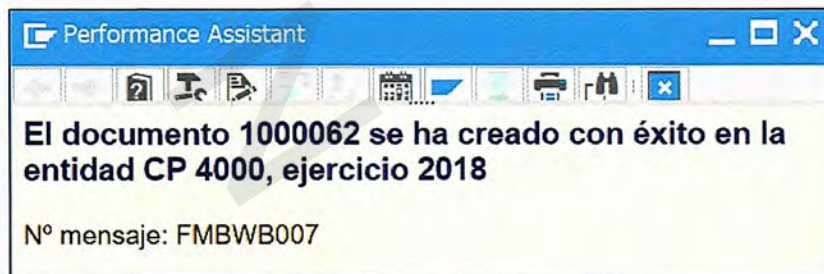 Performance Assistant
El documento 1000062 se ha creado con éxito en la
entidad CP 4000, ejercicio 2018
Nº mensaje: FMBWB007